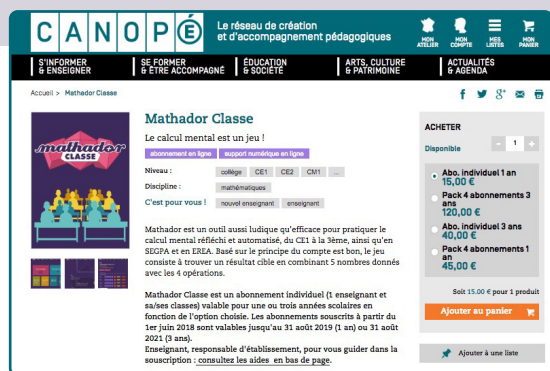 CANOPÉ
Le réseau de création
et d'accompagnement pédagogiques
MON
ATELIER
MON
COMPTE
MES
LISTES
MON
PANIER
S'INFORMER
& ENSEIGNER
SE FORMER
& ÊTRE ACCOMPAGNÉ
ÉDUCATION
& SOCIÉTÉ
ARTS, CULTURE
& PATRIMOINE
ACTUALITÉS
& AGENDA
Accueil > Mathador Classe
mathador
CLASSE
Mathador Classe
Le calcul mental est un jeu !
abonnement en ligne support numérique en ligne
Niveau : collège CE1 CE2 CM1 ...
Discipline : mathématiques
C'est pour vous ! nouvel enseignant enseignant
Mathador est un outil aussi ludique qu'efficace pour pratiquer le
calcul mental réfléchi et automatisé, du CE1 à la 3ème, ainsi qu'en
SEGPA et en EREA. Basé sur le principe du compte est bon, le jeu
consiste à trouver un résultat cible en combinant 5 nombres donnés
avec les 4 opérations.
Mathador Classe est un abonnement individuel (1 enseignant et
sa/ses classes) valable pour une ou trois années scolaires en
fonction de l'option choisie. Les abonnements souscrits à partir du
1er juin 2018 sont valables jusqu'au 31 août 2019 (1 an) ou 31 août
2021 (3 ans).
Enseignant, responsable d'établissement, pour vous guider dans la
souscription : consultez les aides en bas de page.
ACHETER
Disponible - 1 +
Abo. individuel 1 an
15,00 €
Pack 4 abonnements 3
ans
120,00 €
Abo. individuel 3 ans
40,00 €
Pack 4 abonnements 1
an
45,00 €
Soit 15.00 € pour 1 produit
Ajouter au panier
Ajouter à une liste